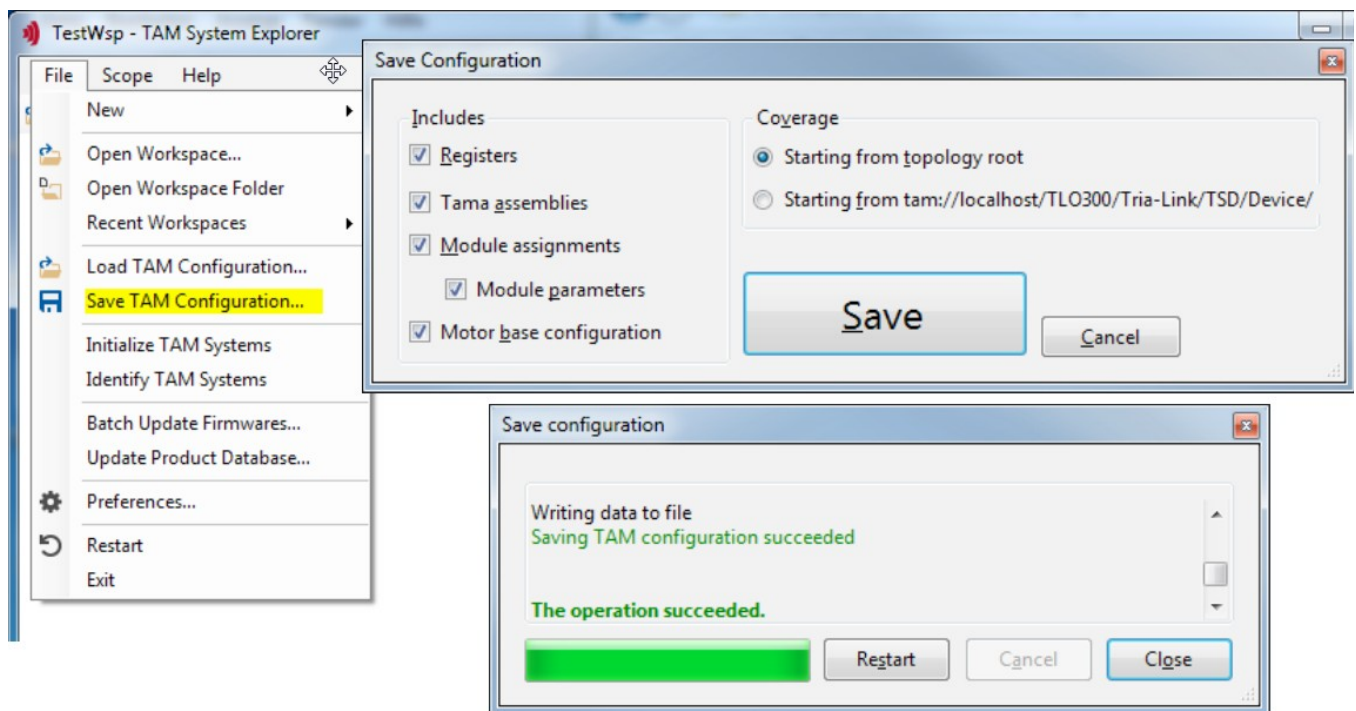 TestWsp - TAM System Explorer
File Scope Help
New
Open Workspace...
Open Workspace Folder
Recent Workspaces
Load TAM Configuration...
Save TAM Configuration...
Initialize TAM Systems
Identify TAM Systems
Batch Update Firmwares...
Update Product Database...
Preferences...
Restart
Exit
Save Configuration
Includes
Registers
Tama assemblies
Module assignments
Module parameters
Motor base configuration
Coverage
Starting from topology root
Starting from tam://localhost/TLO300/Tria-Link/TSD/Device/
Save
Cancel
Save configuration
Writing data to file
Saving TAM configuration succeeded
The operation succeeded.
Restart Cancel Close